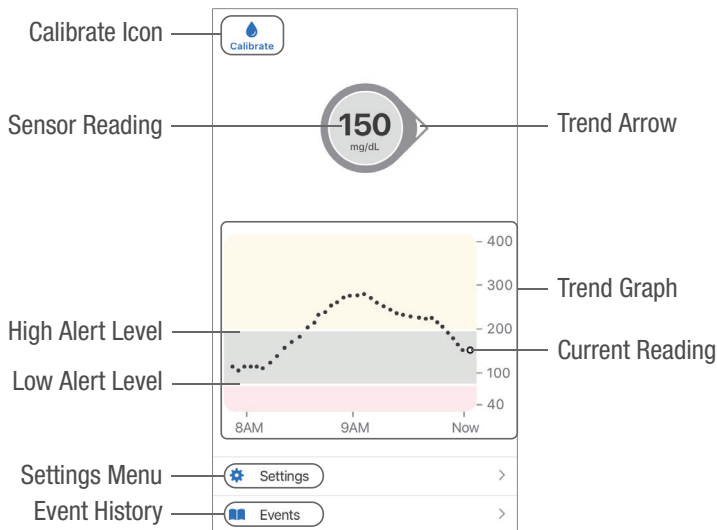 Calibrate Icon
Calibrate
Sensor Reading
150
mg/dL
Trend Arrow
400
300
Trend Graph
High Alert Level
200
Current Reading
Low Alert Level
100
40
8AM 9AM Now
Settings Menu
Settings
Event History
Events